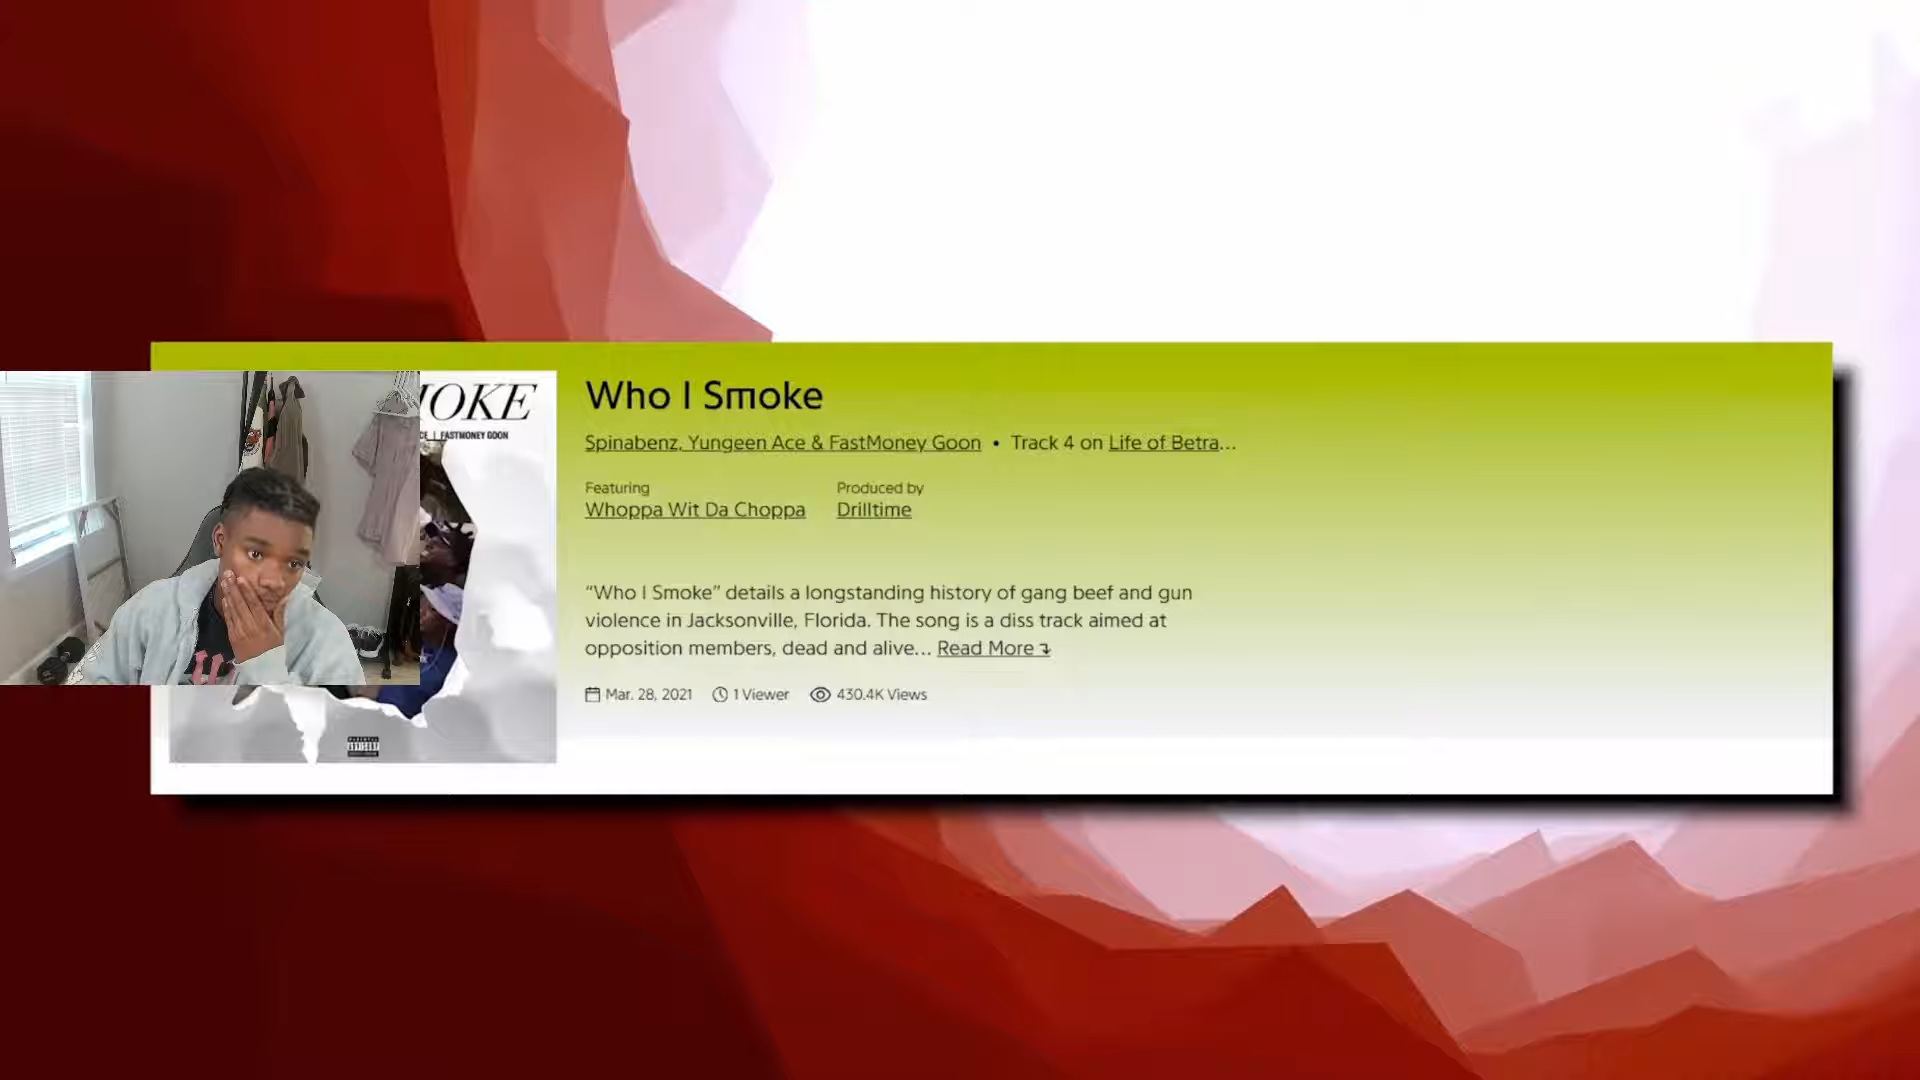 MOKE
CE | FASTMONEY GOON
Who I Smoke
Spinabenz, Yungeen Ace & FastMoney Goon • Track 4 on Life of Betra...
Featuring
Produced by
Whoppa Wit Da Choppa
Drilltime
“Who I Smoke” details a longstanding history of gang beef and gun
violence in Jacksonville, Florida. The song is a diss track aimed at
opposition members, dead and alive... Read More
Mar. 28, 2021 1 Viewer 430.4K Views